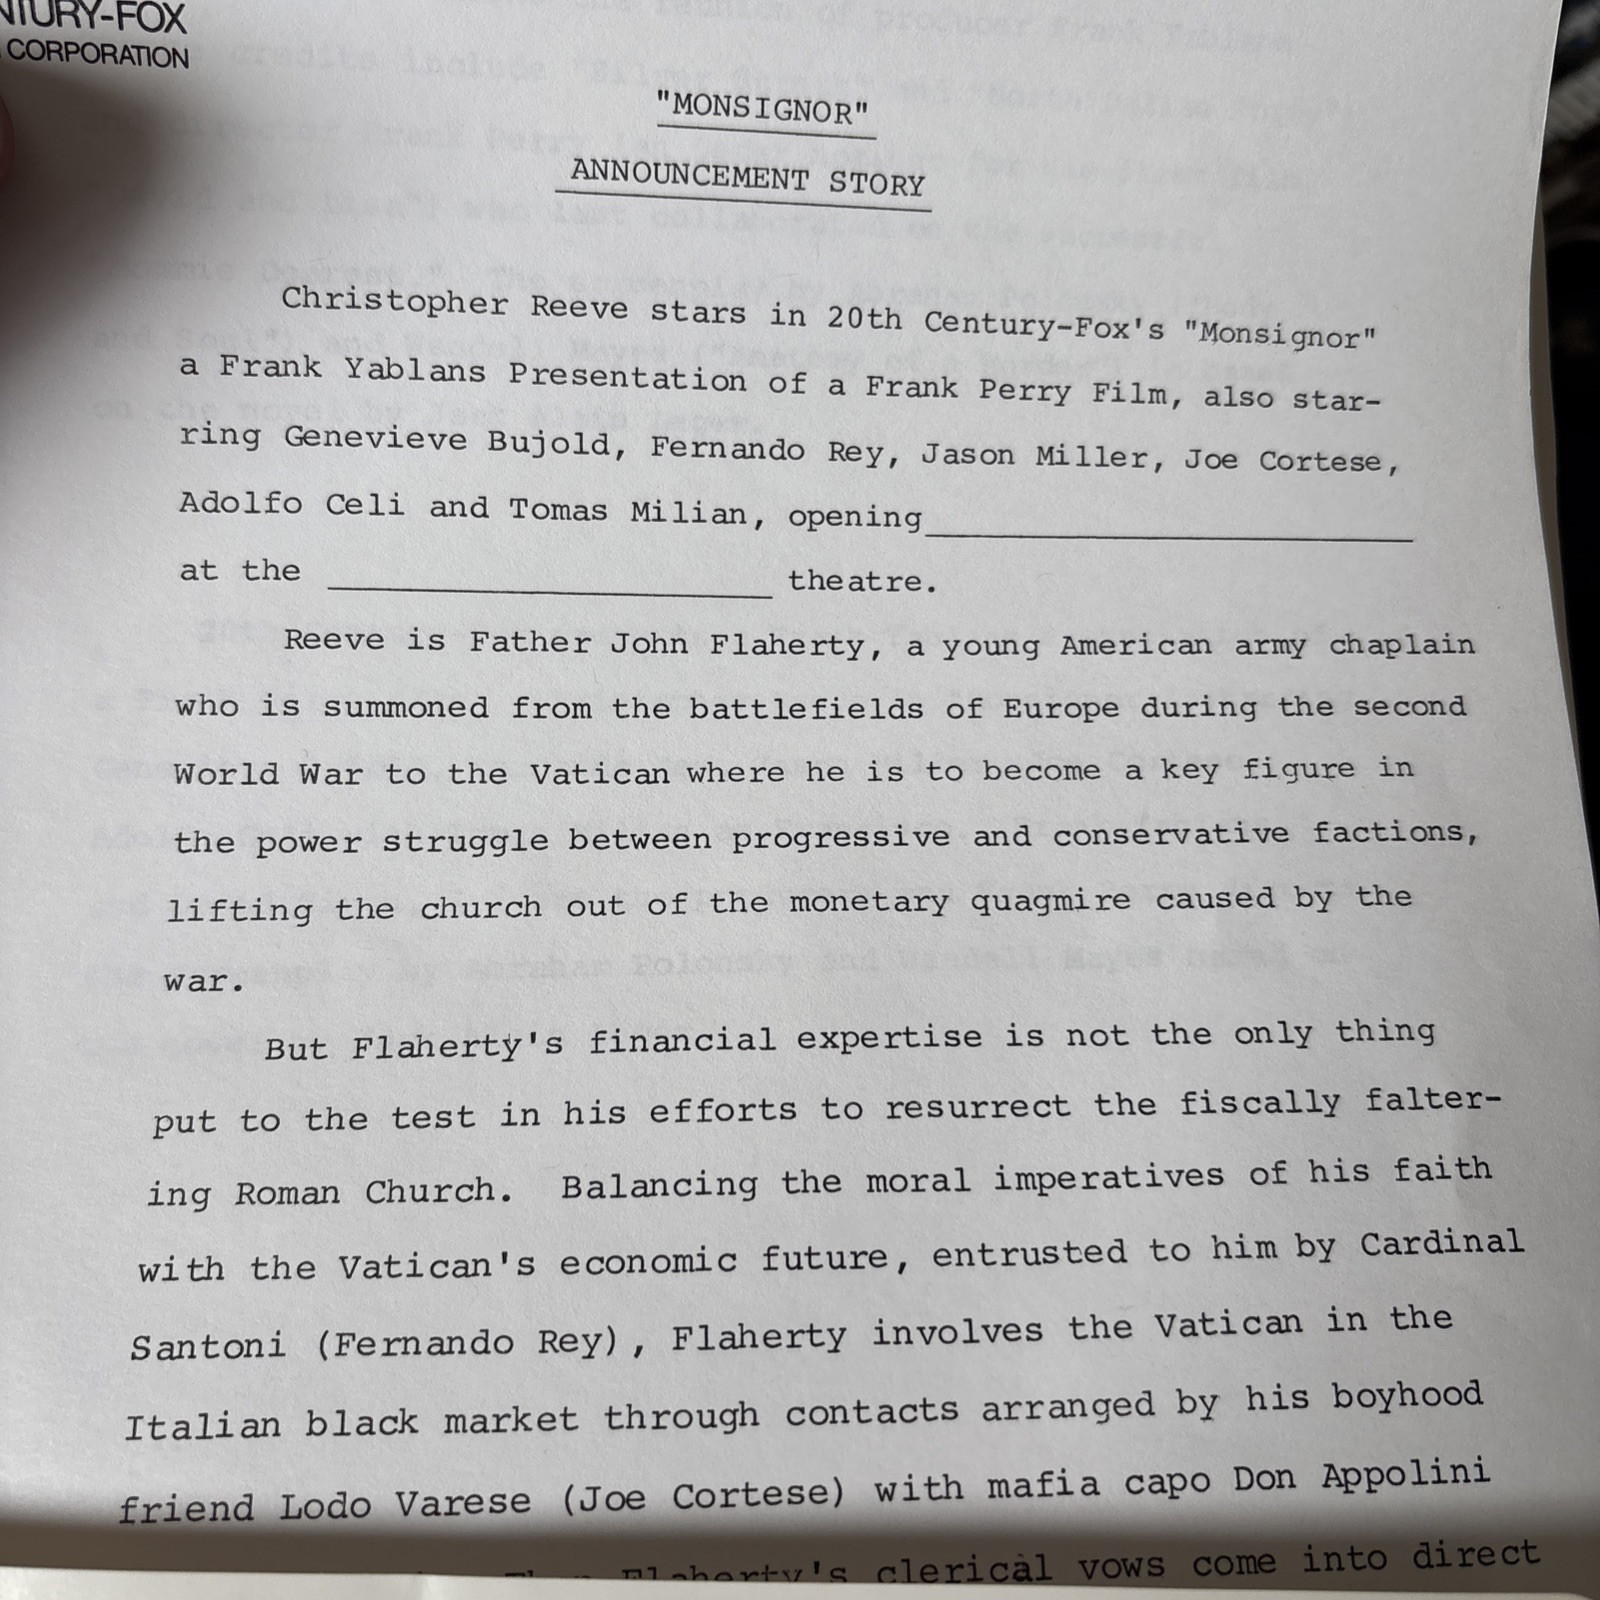 NTURY-FOX
CORPORATION
"MONSIGNOR"
ANNOUNCEMENT STORY
Christopher Reeve stars in 20th Century-Fox's "Monsignor"
a Frank Yablans Presentation of a Frank Perry Film, also star-
ring Genevieve Bujold, Fernando Rey, Jason Miller, Joe Cortese,
Adolfo Celi and Tomas Milian, opening
at the theatre.
Reeve is Father John Flaherty, a young American army chaplain
who is summoned from the battlefields of Europe during the second
World War to the Vatican where he is to become a key figure in
the power struggle between progressive and conservative factions,
lifting the church out of the monetary quagmire caused by the
war.
But Flaherty's financial expertise is not the only thing
put to the test in his efforts to resurrect the fiscally falter-
ing Roman Church. Balancing the moral imperatives of his faith
with the Vatican's economic future, entrusted to him by Cardinal
Santoni (Fernando Rey), Flaherty involves the Vatican in the
Italian black market through contacts arranged by his boyhood
friend Lodo Varese (Joe Cortese) with mafia capo Don Appolini
Flaherty's clerical vows come into direct